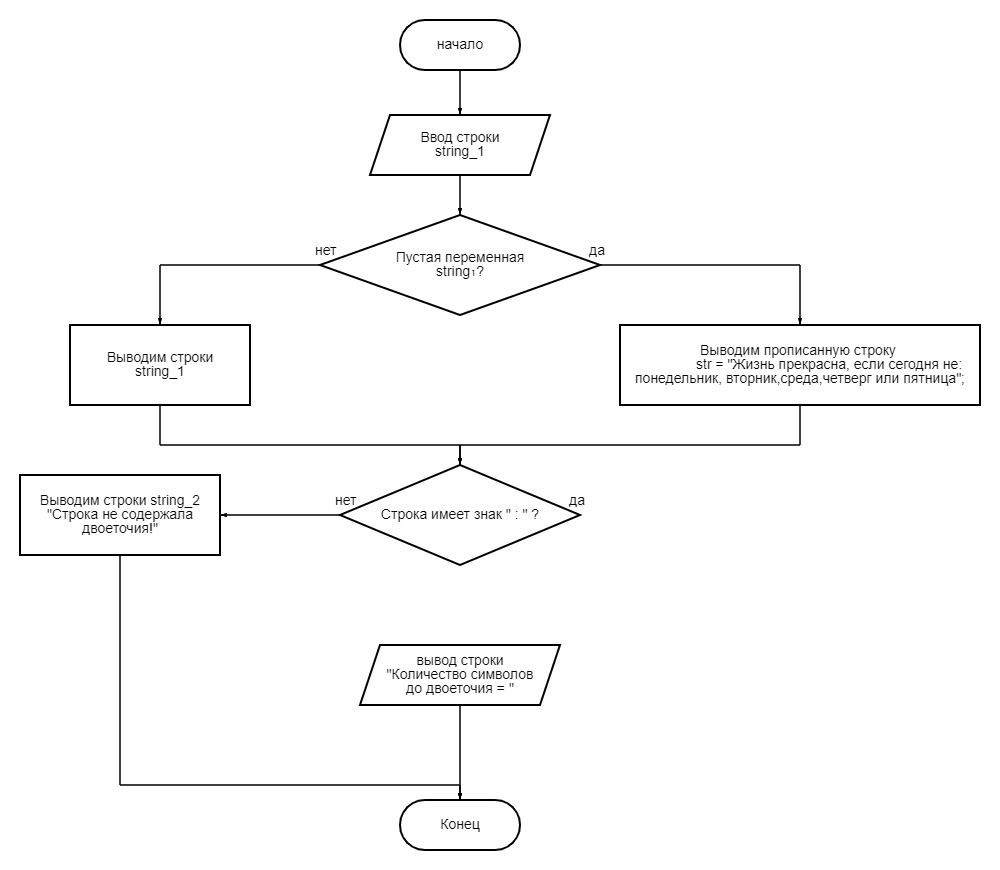 начало
Ввод строки
string_1
нет
да
Пустая переменная
string₁?
Выводим строки
string_1
Выводим прописанную строку
str = "Жизнь прекрасна, если сегодня не:
понедельник, вторник,среда,четверг или пятница";
нет
да
Строка имеет знак " : " ?
Выводим строки string_2
"Строка не содержала
двоеточия!"
вывод строки
"Количество символов
до двоеточия = "
Конец